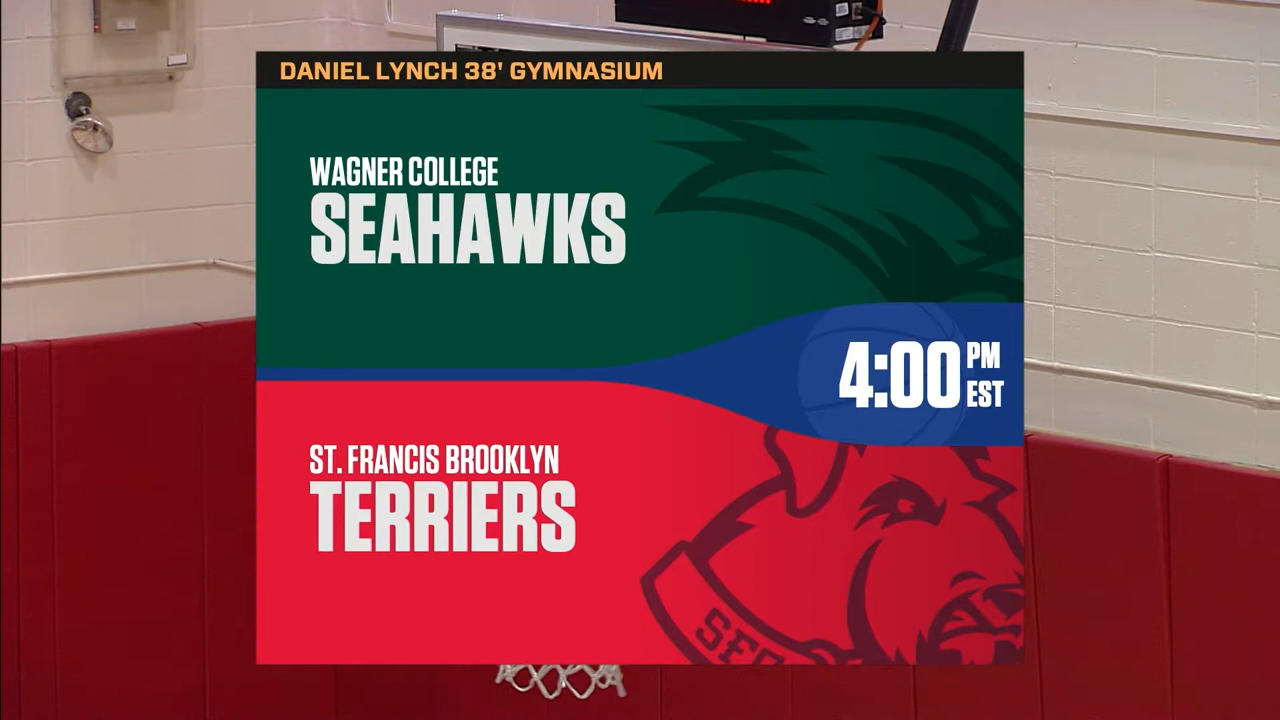 DANIEL LYNCH 38' GYMNASIUM
WAGNER COLLEGE
SEAHAWKS
4:00 PM
EST
ST. FRANCIS BROOKLYN
TERRIERS